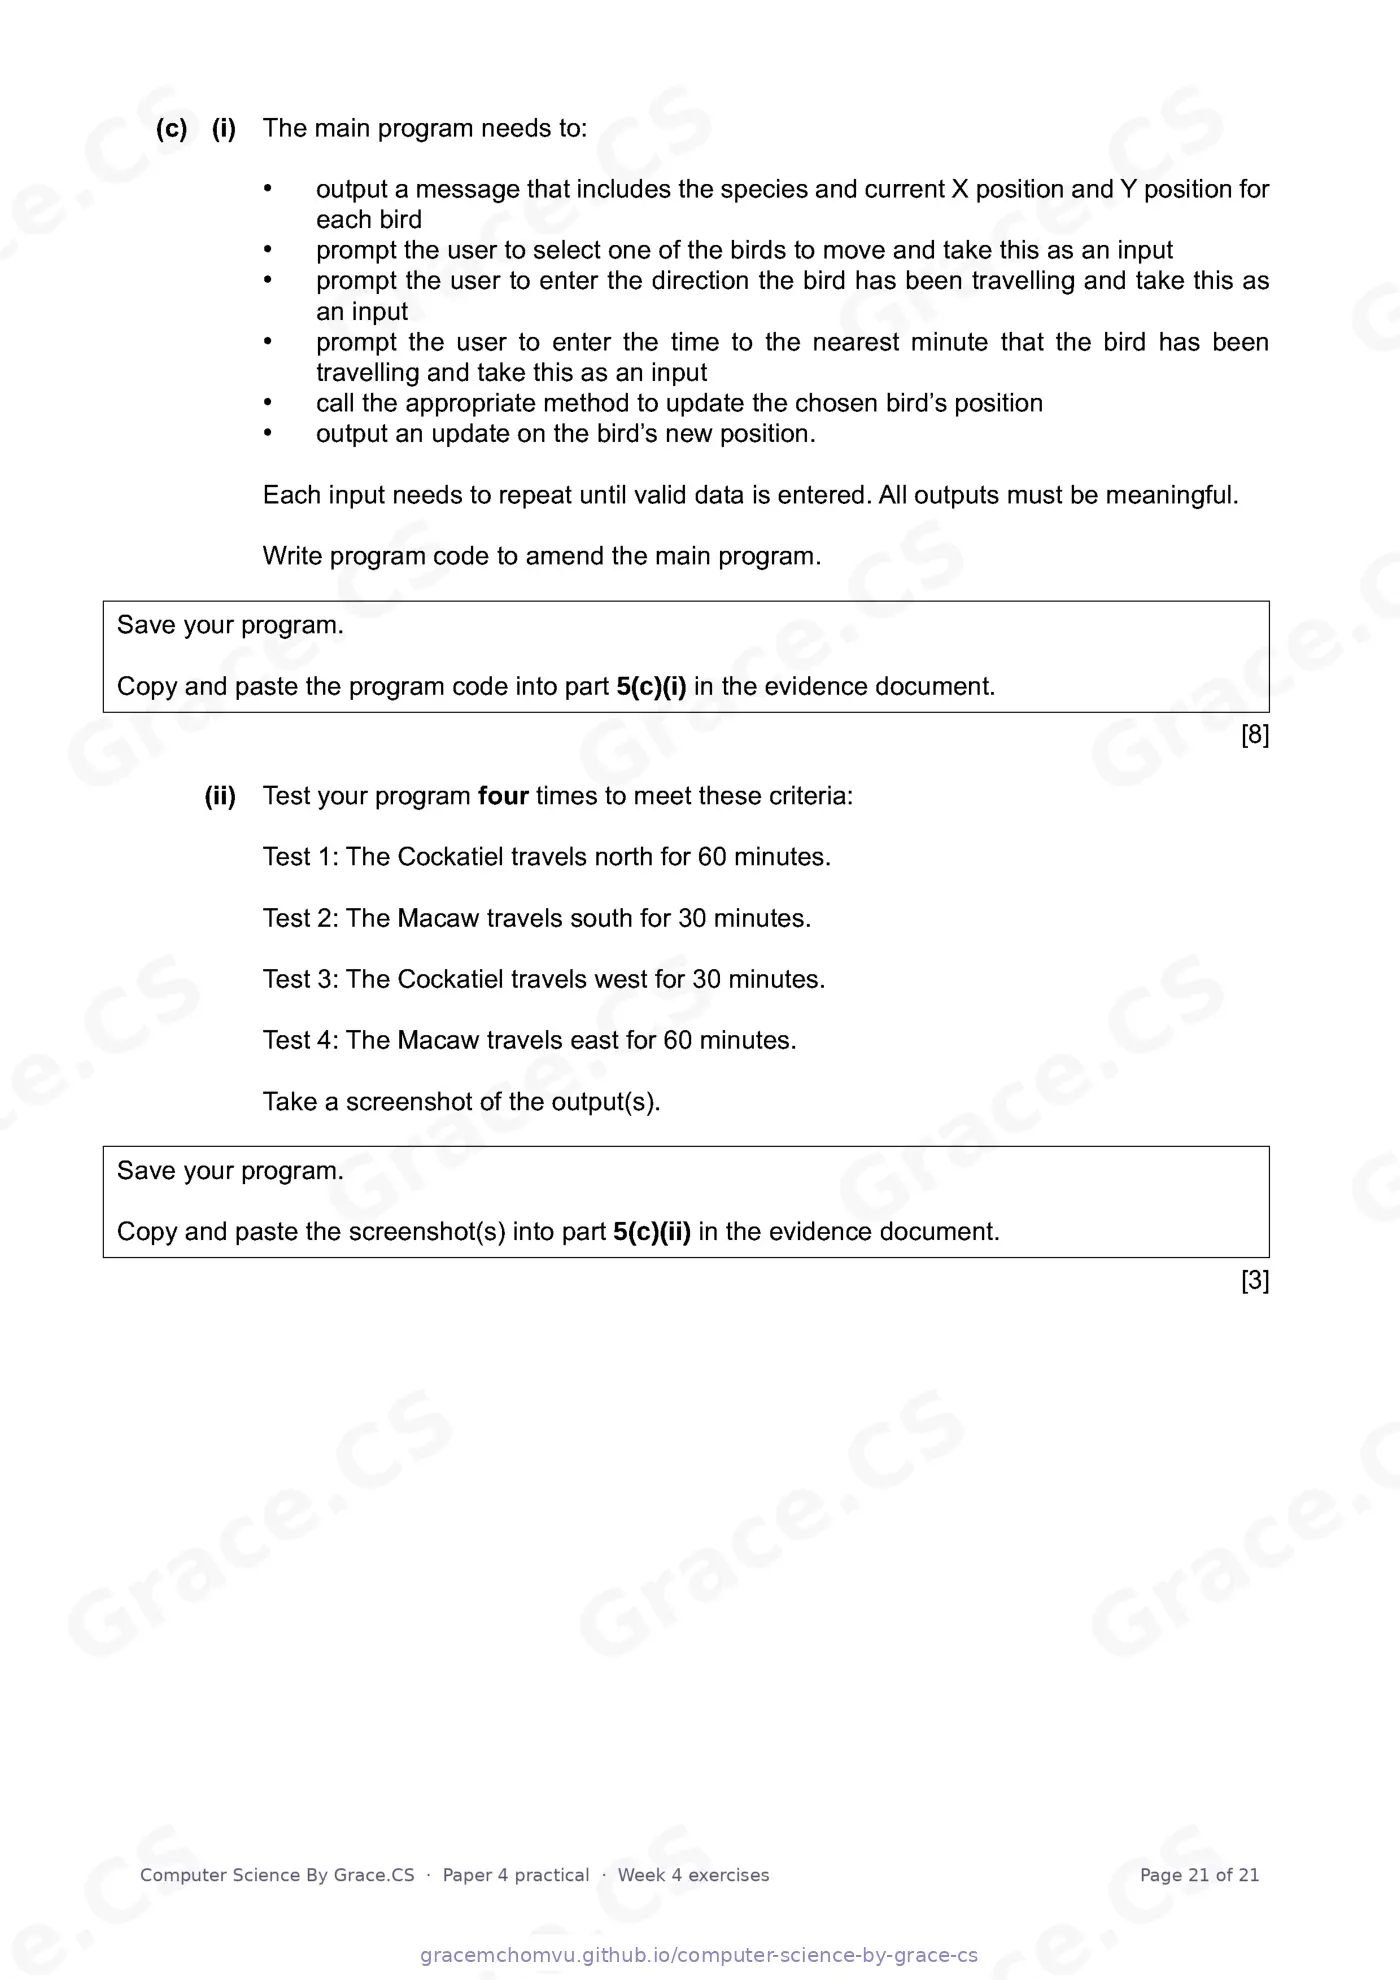 (c) (i) The main program needs to:
• output a message that includes the species and current X position and Y position for
each bird
• prompt the user to select one of the birds to move and take this as an input
• prompt the user to enter the direction the bird has been travelling and take this as
an input
• prompt the user to enter the time to the nearest minute that the bird has been
travelling and take this as an input
• call the appropriate method to update the chosen bird’s position
• output an update on the bird’s new position.
Each input needs to repeat until valid data is entered. All outputs must be meaningful.
Write program code to amend the main program.
Save your program.
Copy and paste the program code into part 5(c)(i) in the evidence document.
[8]
(ii) Test your program four times to meet these criteria:
Test 1: The Cockatiel travels north for 60 minutes.
Test 2: The Macaw travels south for 30 minutes.
Test 3: The Cockatiel travels west for 30 minutes.
Test 4: The Macaw travels east for 60 minutes.
Take a screenshot of the output(s).
Save your program.
Copy and paste the screenshot(s) into part 5(c)(ii) in the evidence document.
[3]
Computer Science By Grace.CS · Paper 4 practical · Week 4 exercises Page 21 of 21
gracemchomvu.github.io/computer-science-by-grace-cs
Grace.CS